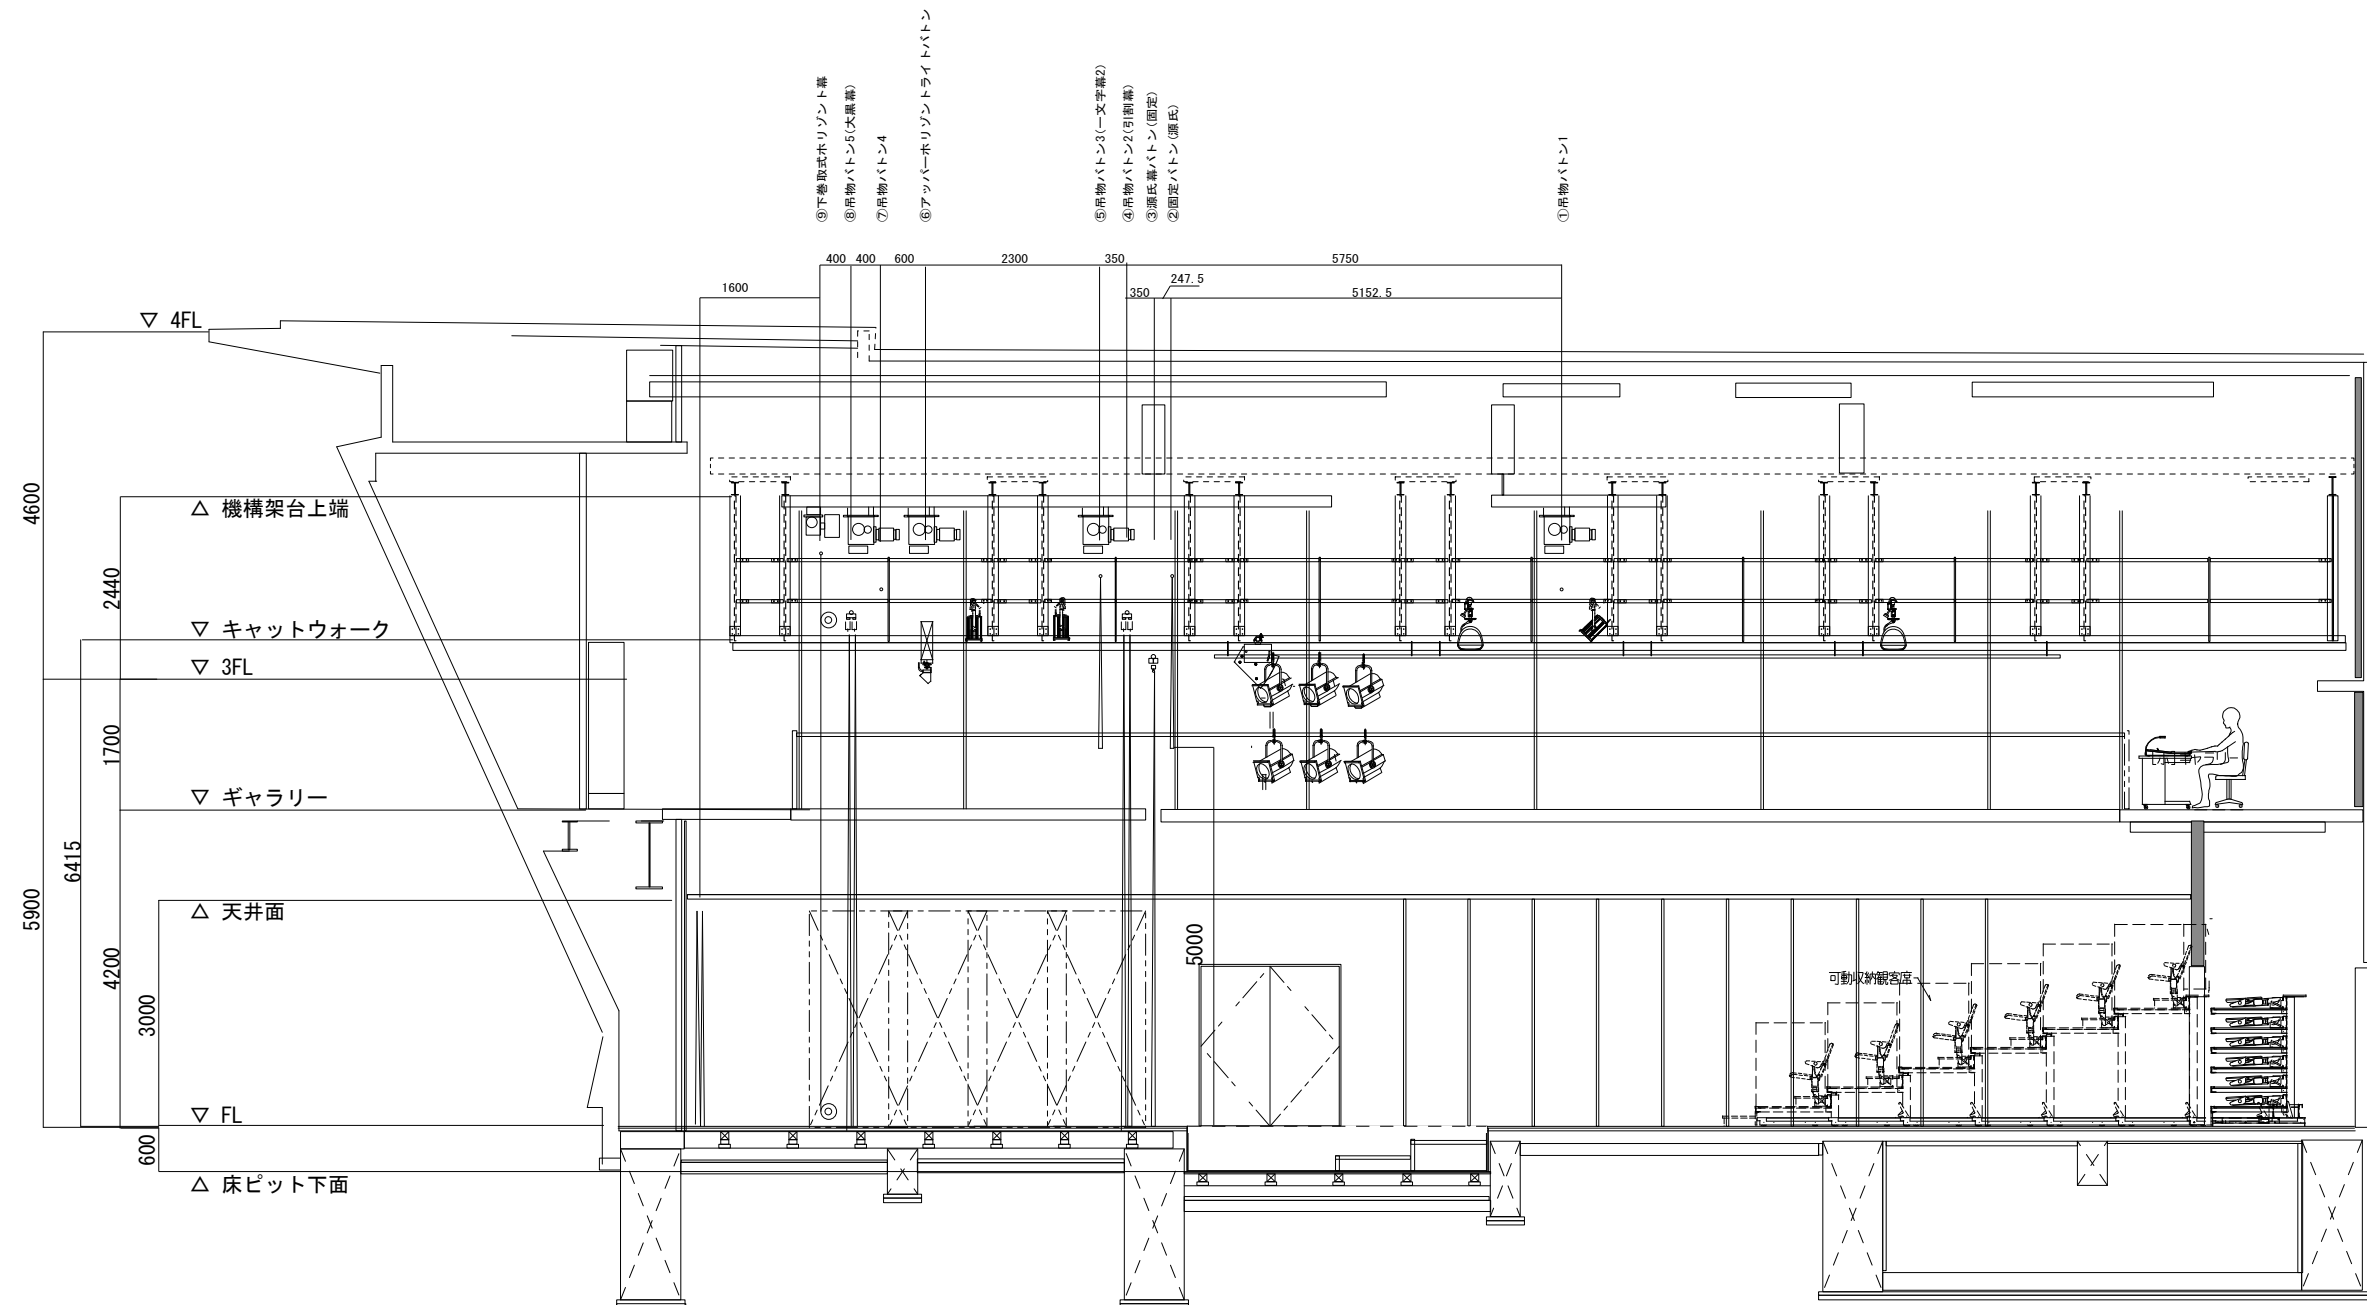 ⑨下巻取式ホリゾント幕
⑧吊物バトン5(大黒幕)
⑦吊物バトン4
⑥アッパーホリゾントライトバトン
⑤吊物バトン3(一文字幕2)
④吊物バトン2(引割幕)
③源氏幕バトン(固定)
②固定バトン(源氏)
①吊物バトン1
400 400 600 2300 350 5750
247.5
1600 350 5152.5
▽ 4FL
4600
△ 機構架台上端
2440
▽ キャットウォーク
▽ 3FL
1700
▽ ギャラリー
6415
5900
△ 天井面
4200
5000
可動収納観客席
3000
▽ FL
600
△ 床ピット下面